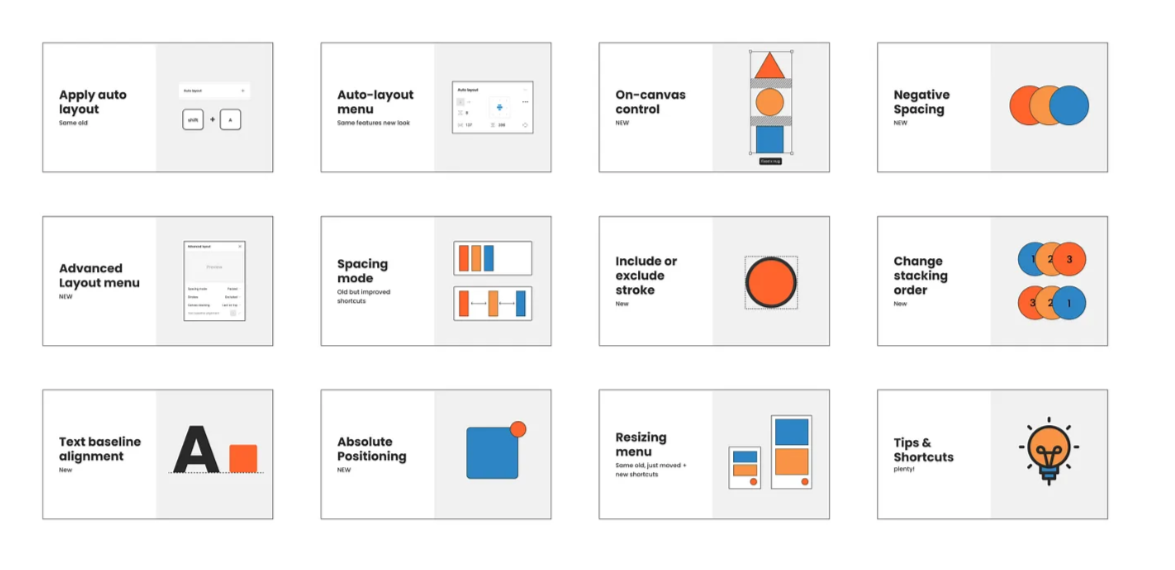 Apply auto
layout
Same old
Auto layout
shift + A
Auto-layout
menu
Same features new look
Auto layout
On-canvas
control
NEW
Negative
Spacing
NEW
Advanced
Layout menu
NEW
Advanced layout
Preview
Spacing mode Packed
Strokes Excluded
Canvas stacking Last on top
Text baseline alignment
Spacing
mode
Old but improved
shortcuts
Include or
exclude
stroke
New
Change
stacking
order
New
1 2 3
3 2 1
Text baseline
alignment
New
A
Absolute
Positioning
NEW
Resizing
menu
Same old, just moved +
new shortcuts
Tips &
Shortcuts
plenty!